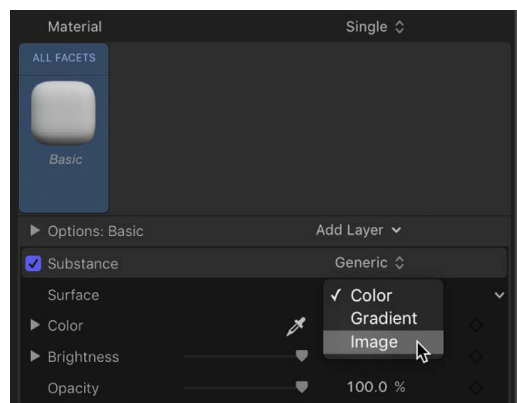 Material Single
ALL FACETS
Basic
Options: Basic Add Layer
Substance Generic
Surface ✓ Color
Color Gradient
Image
Brightness
Opacity 100.0 %